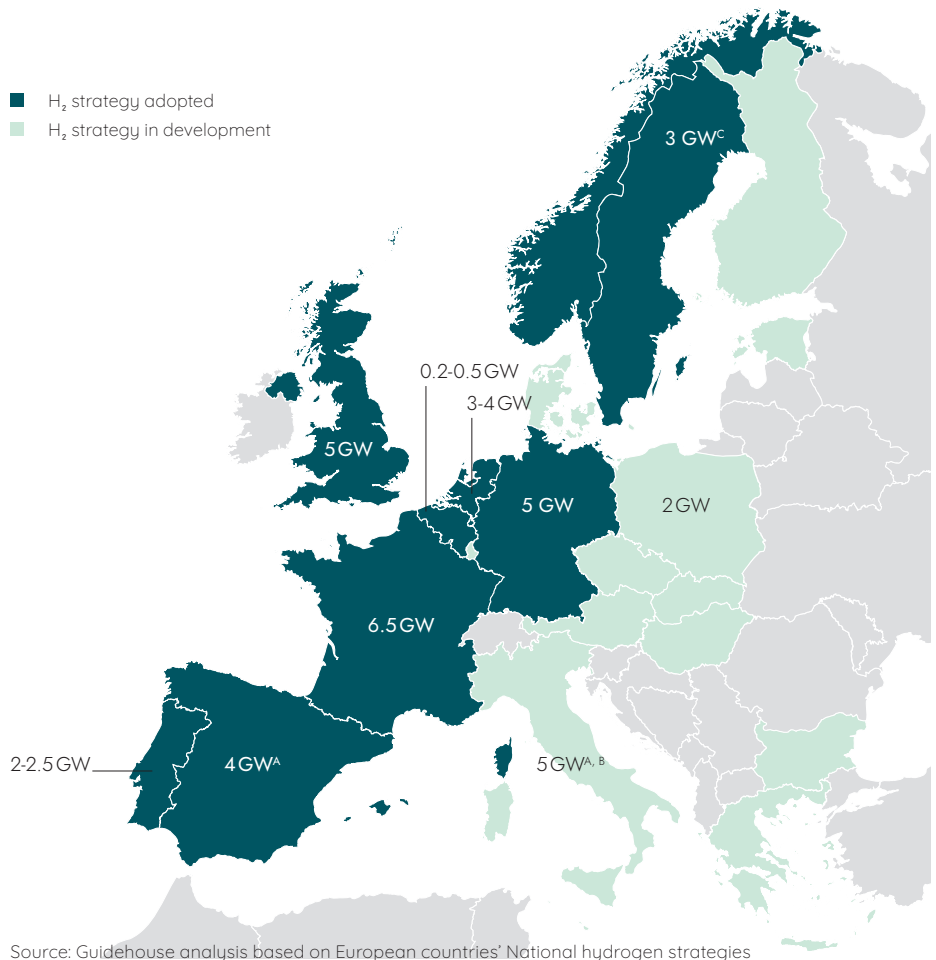 H₂ strategy adopted
H₂ strategy in development
3 GWᶜ
0.2-0.5 GW
3-4 GW
5 GW
5 GW
2 GW
6.5 GW
2-2.5 GW
4 GWᴬ
5 GWᴬ, ᴮ
Source: Guidehouse analysis based on European countries’ National hydrogen strategies